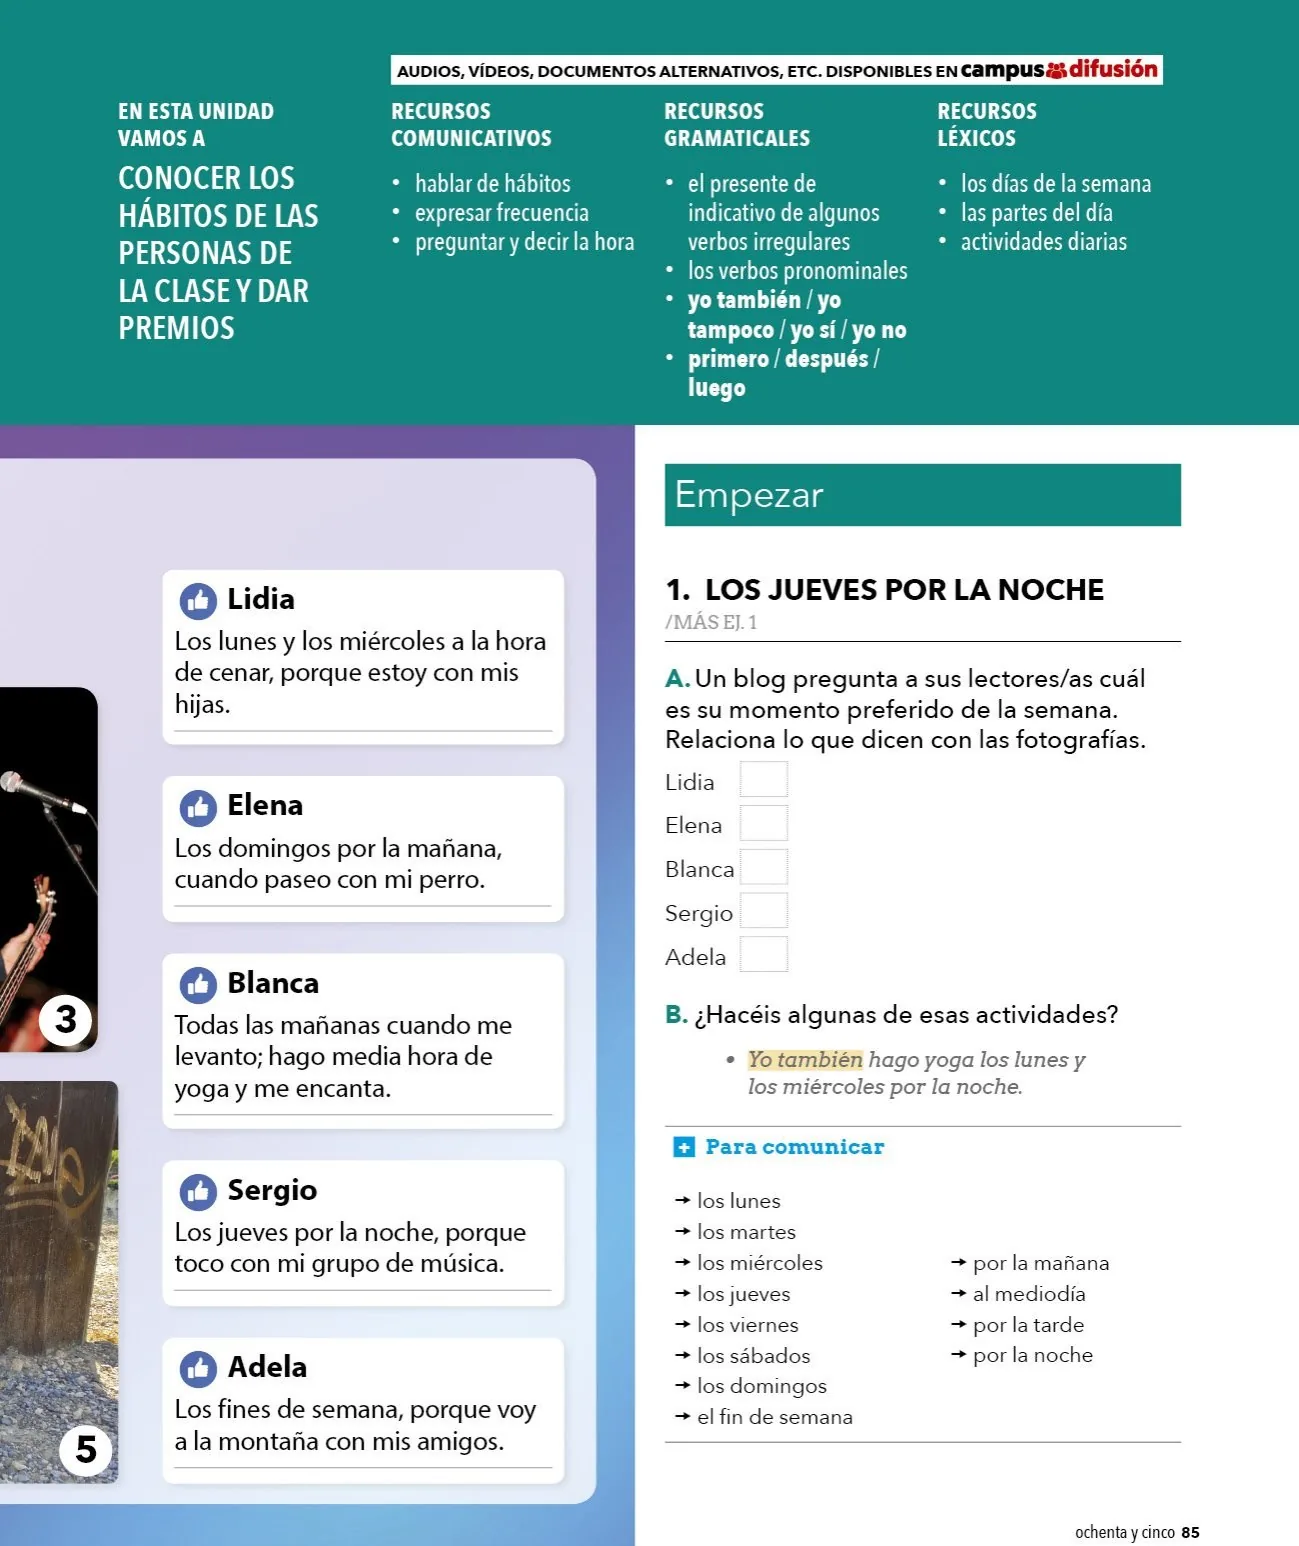 AUDIOS, VÍDEOS, DOCUMENTOS ALTERNATIVOS, ETC. DISPONIBLES EN campus difusión
EN ESTA UNIDAD
VAMOS A
CONOCER LOS
HÁBITOS DE LAS
PERSONAS DE
LA CLASE Y DAR
PREMIOS
RECURSOS
COMUNICATIVOS
• hablar de hábitos
• expresar frecuencia
• preguntar y decir la hora
RECURSOS
GRAMATICALES
• el presente de
indicativo de algunos
verbos irregulares
• los verbos pronominales
• yo también / yo
tampoco / yo sí / yo no
• primero / después /
luego
RECURSOS
LÉXICOS
• los días de la semana
• las partes del día
• actividades diarias
3
5
Lidia
Los lunes y los miércoles a la hora
de cenar, porque estoy con mis
hijas.
Elena
Los domingos por la mañana,
cuando paseo con mi perro.
Blanca
Todas las mañanas cuando me
levanto; hago media hora de
yoga y me encanta.
Sergio
Los jueves por la noche, porque
toco con mi grupo de música.
Adela
Los fines de semana, porque voy
a la montaña con mis amigos.
Empezar
1. LOS JUEVES POR LA NOCHE
/MÁS EJ. 1
A. Un blog pregunta a sus lectores/as cuál
es su momento preferido de la semana.
Relaciona lo que dicen con las fotografías.
Lidia
Elena
Blanca
Sergio
Adela
B. ¿Hacéis algunas de esas actividades?
• Yo también hago yoga los lunes y
los miércoles por la noche.
+ Para comunicar
→ los lunes
→ los martes
→ los miércoles
→ los jueves
→ los viernes
→ los sábados
→ los domingos
→ el fin de semana
→ por la mañana
→ al mediodía
→ por la tarde
→ por la noche
ochenta y cinco 85